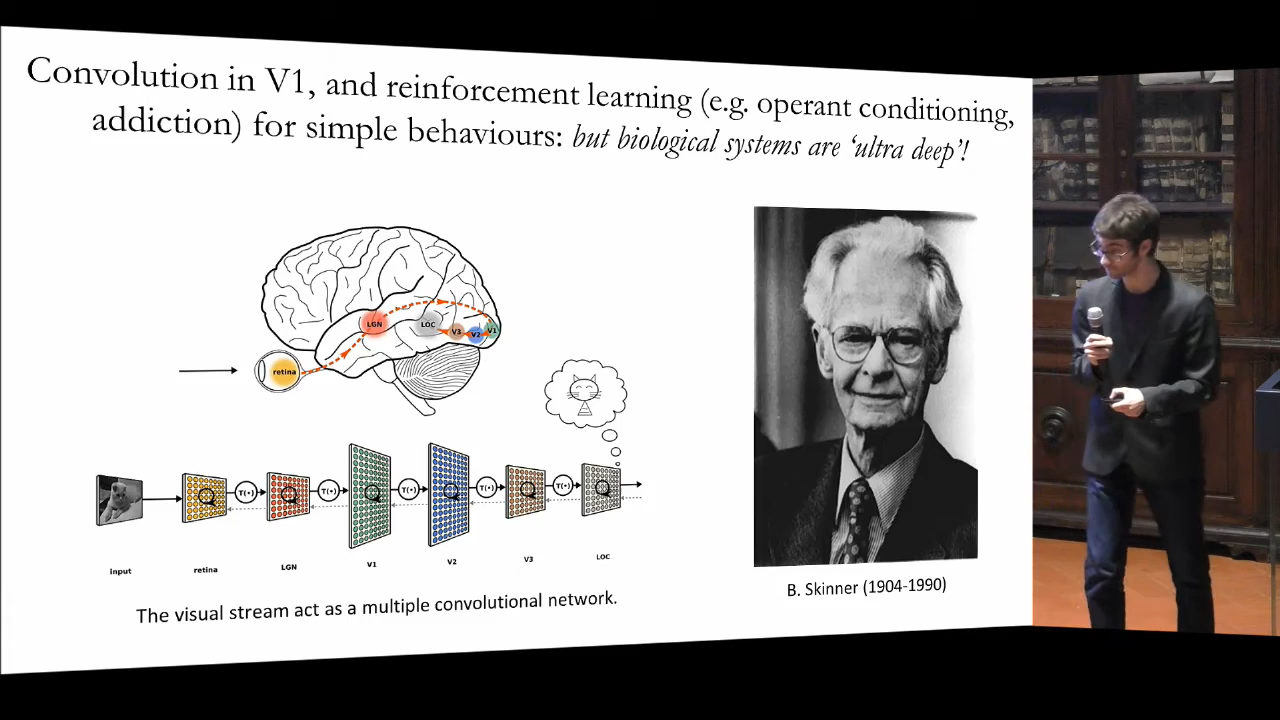 Convolution in V1, and reinforcement learning (e.g. operant conditioning,
addiction) for simple behaviours: but biological systems are ‘ultra deep’!
LGN
LOC
V3
V2
V1
retina
T(•)
T(•)
T(•)
T(•)
T(•)
input
retina
LGN
V1
V2
V3
LOC
The visual stream act as a multiple convolutional network.
B. Skinner (1904-1990)